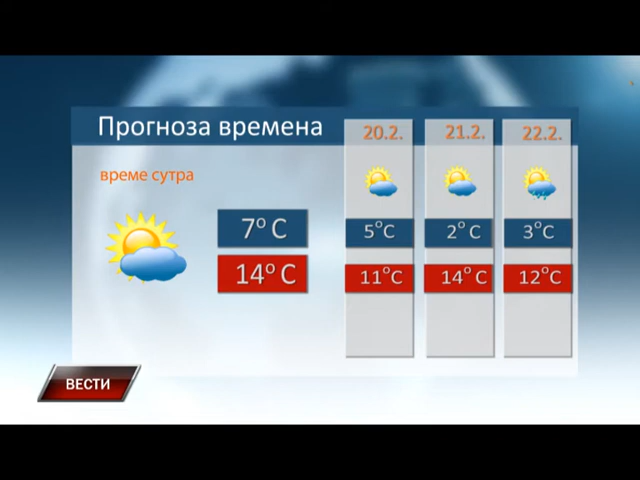 Прогноза времена
време сутра
7°C
14°C
20.2.
5°C
11°C
21.2.
2°C
14°C
22.2.
3°C
12°C
ВЕСТИ